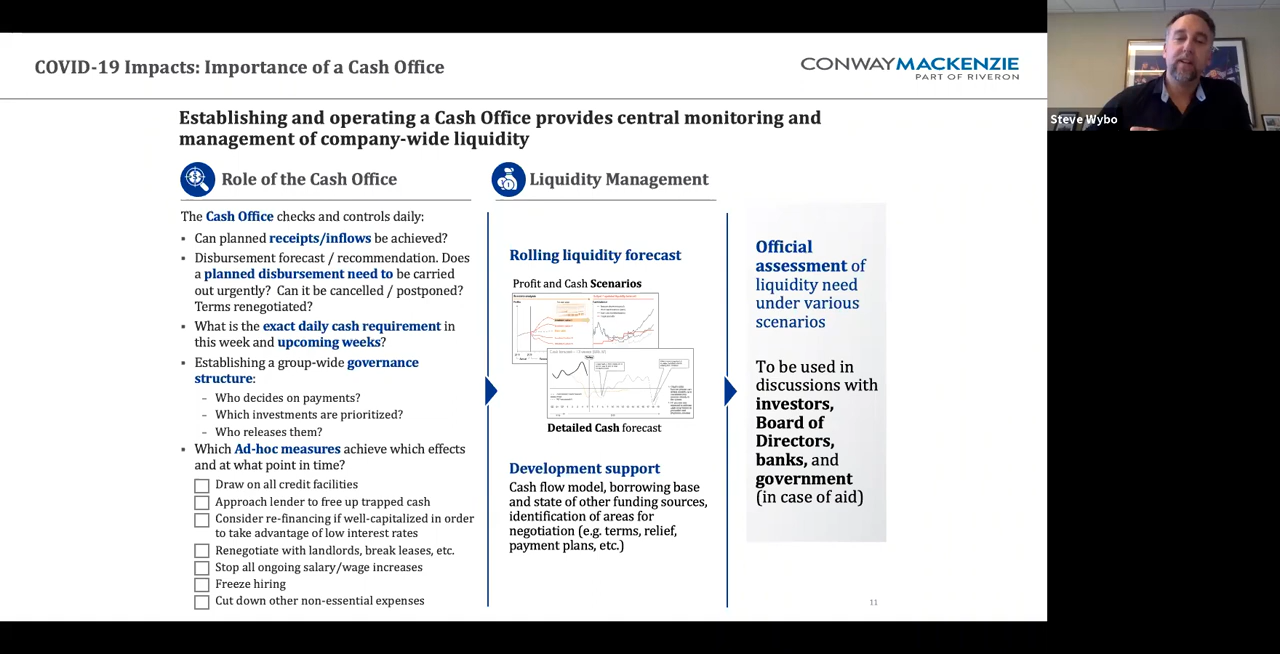 COVID-19 Impacts: Importance of a Cash Office
CONWAYMACKENZIE
PART OF RIVERON
Steve Wybo
Establishing and operating a Cash Office provides central monitoring and
management of company-wide liquidity
Role of the Cash Office
The Cash Office checks and controls daily:
▪ Can planned receipts/inflows be achieved?
▪ Disbursement forecast / recommendation. Does
a planned disbursement need to be carried
out urgently? Can it be cancelled / postponed?
Terms renegotiated?
▪ What is the exact daily cash requirement in
this week and upcoming weeks?
▪ Establishing a group-wide governance
structure:
– Who decides on payments?
– Which investments are prioritized?
– Who releases them?
▪ Which Ad-hoc measures achieve which effects
and at what point in time?
Draw on all credit facilities
Approach lender to free up trapped cash
Consider re-financing if well-capitalized in order
to take advantage of low interest rates
Renegotiate with landlords, break leases, etc.
Stop all ongoing salary/wage increases
Freeze hiring
Cut down other non-essential expenses
Liquidity Management
Rolling liquidity forecast
Profit and Cash Scenarios
Detailed Cash forecast
Development support
Cash flow model, borrowing base
and state of other funding sources,
identification of areas for
negotiation (e.g. terms, relief,
payment plans, etc.)
Official
assessment of
liquidity need
under various
scenarios
To be used in
discussions with
investors,
Board of
Directors,
banks, and
government
(in case of aid)
11